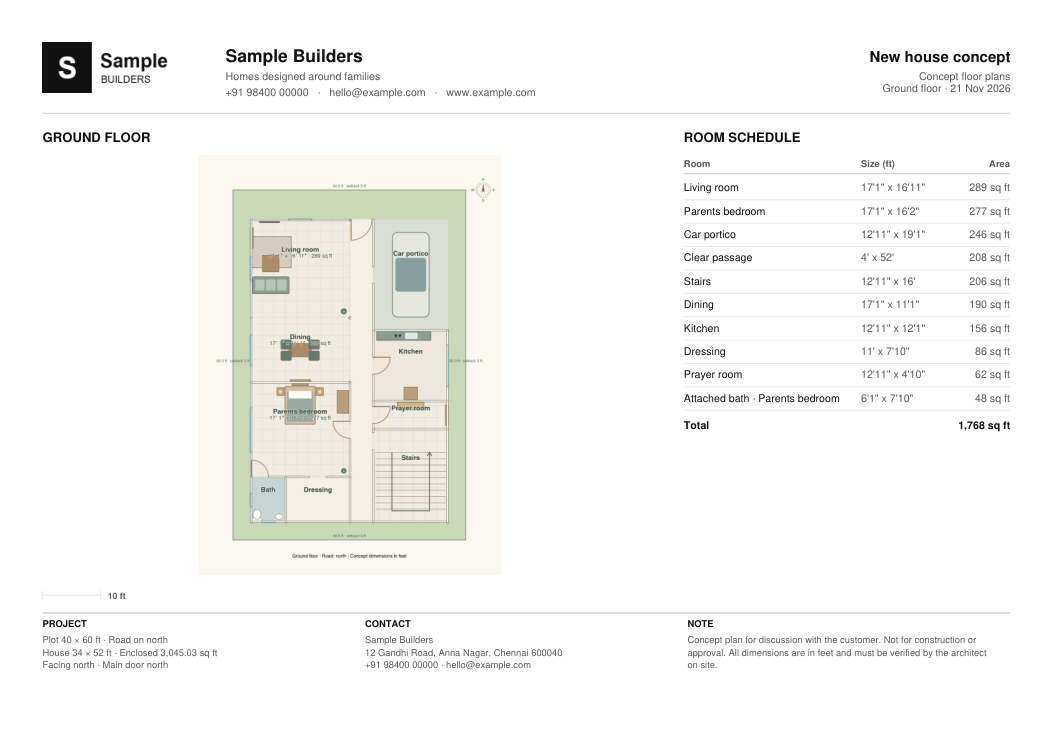 S
Sample
BUILDERS
Sample Builders
Homes designed around families
+91 98400 00000 · hello@example.com · www.example.com
New house concept
Concept floor plans
Ground floor · 21 Nov 2026
GROUND FLOOR
N
W E
S
Living room
16' 11" · 289 sq ft
Car portico
Dining
17'
sq ft
Kitchen
Parents bedroom
17'
sq ft
Prayer room
Stairs
Bath
Dressing
Ground floor · Road: north · Concept dimensions in feet
10 ft
ROOM SCHEDULE
Room Size (ft) Area
Living room 17'1" x 16'11" 289 sq ft
Parents bedroom 17'1" x 16'2" 277 sq ft
Car portico 12'11" x 19'1" 246 sq ft
Clear passage 4' x 52' 208 sq ft
Stairs 12'11" x 16' 206 sq ft
Dining 17'1" x 11'1" 190 sq ft
Kitchen 12'11" x 12'1" 156 sq ft
Dressing 11' x 7'10" 86 sq ft
Prayer room 12'11" x 4'10" 62 sq ft
Attached bath · Parents bedroom 6'1" x 7'10" 48 sq ft
Total 1,768 sq ft
PROJECT
Plot 40 × 60 ft · Road on north
House 34 × 52 ft · Enclosed 3,045.03 sq ft
Facing north · Main door north
CONTACT
Sample Builders
12 Gandhi Road, Anna Nagar, Chennai 600040
+91 98400 00000 · hello@example.com
NOTE
Concept plan for discussion with the customer. Not for construction or
approval. All dimensions are in feet and must be verified by the architect
on site.